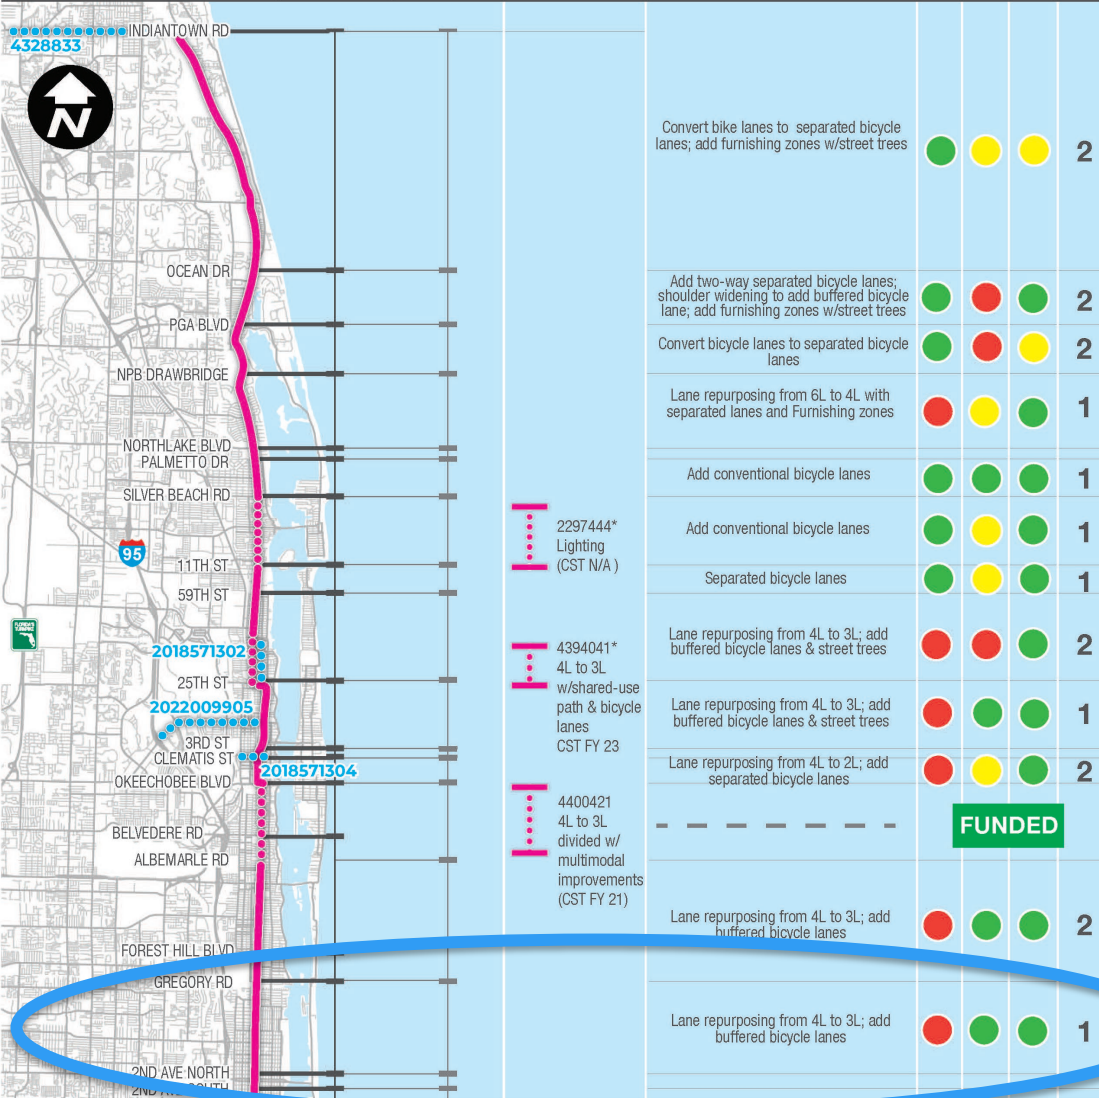 INDIANTOWN RD
4328833
N
Convert bike lanes to separated bicycle
lanes; add furnishing zones w/street trees
2
OCEAN DR
Add two-way separated bicycle lanes;
shoulder widening to add buffered bicycle
lane; add furnishing zones w/street trees
2
PGA BLVD
Convert bicycle lanes to separated bicycle
lanes
2
NPB DRAWBRIDGE
Lane repurposing from 6L to 4L with
separated lanes and Furnishing zones
1
NORTHLAKE BLVD
PALMETTO DR
Add conventional bicycle lanes
1
SILVER BEACH RD
2297444*
Lighting
(CST N/A )
Add conventional bicycle lanes
1
95
11TH ST
Separated bicycle lanes
1
59TH ST
FLORIDA'S
TURNPIKE
2018571302
4394041*
4L to 3L
w/shared-use
path & bicycle
lanes
CST FY 23
Lane repurposing from 4L to 3L; add
buffered bicycle lanes & street trees
2
25TH ST
2022009905
Lane repurposing from 4L to 3L; add
buffered bicycle lanes & street trees
1
3RD ST
CLEMATIS ST
2018571304
Lane repurposing from 4L to 2L; add
separated bicycle lanes
2
OKEECHOBEE BLVD
4400421
4L to 3L
divided w/
multimodal
improvements
(CST FY 21)
FUNDED
BELVEDERE RD
ALBEMARLE RD
Lane repurposing from 4L to 3L; add
buffered bicycle lanes
2
FOREST HILL BLVD
GREGORY RD
Lane repurposing from 4L to 3L; add
buffered bicycle lanes
1
2ND AVE NORTH
2ND AVE SOUTH